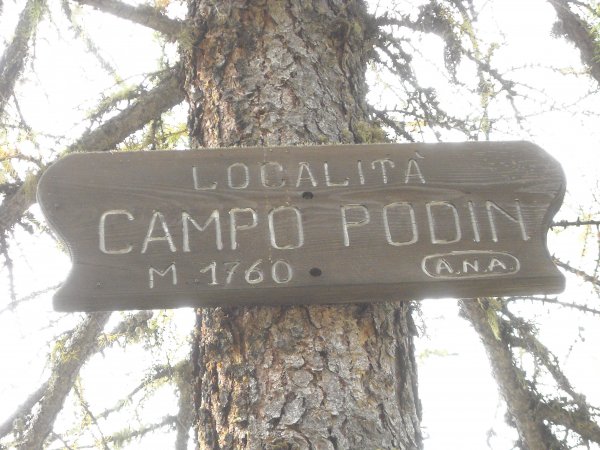 LOCALITÀ
CAMPO PODIN
M 1760
A.N.A.